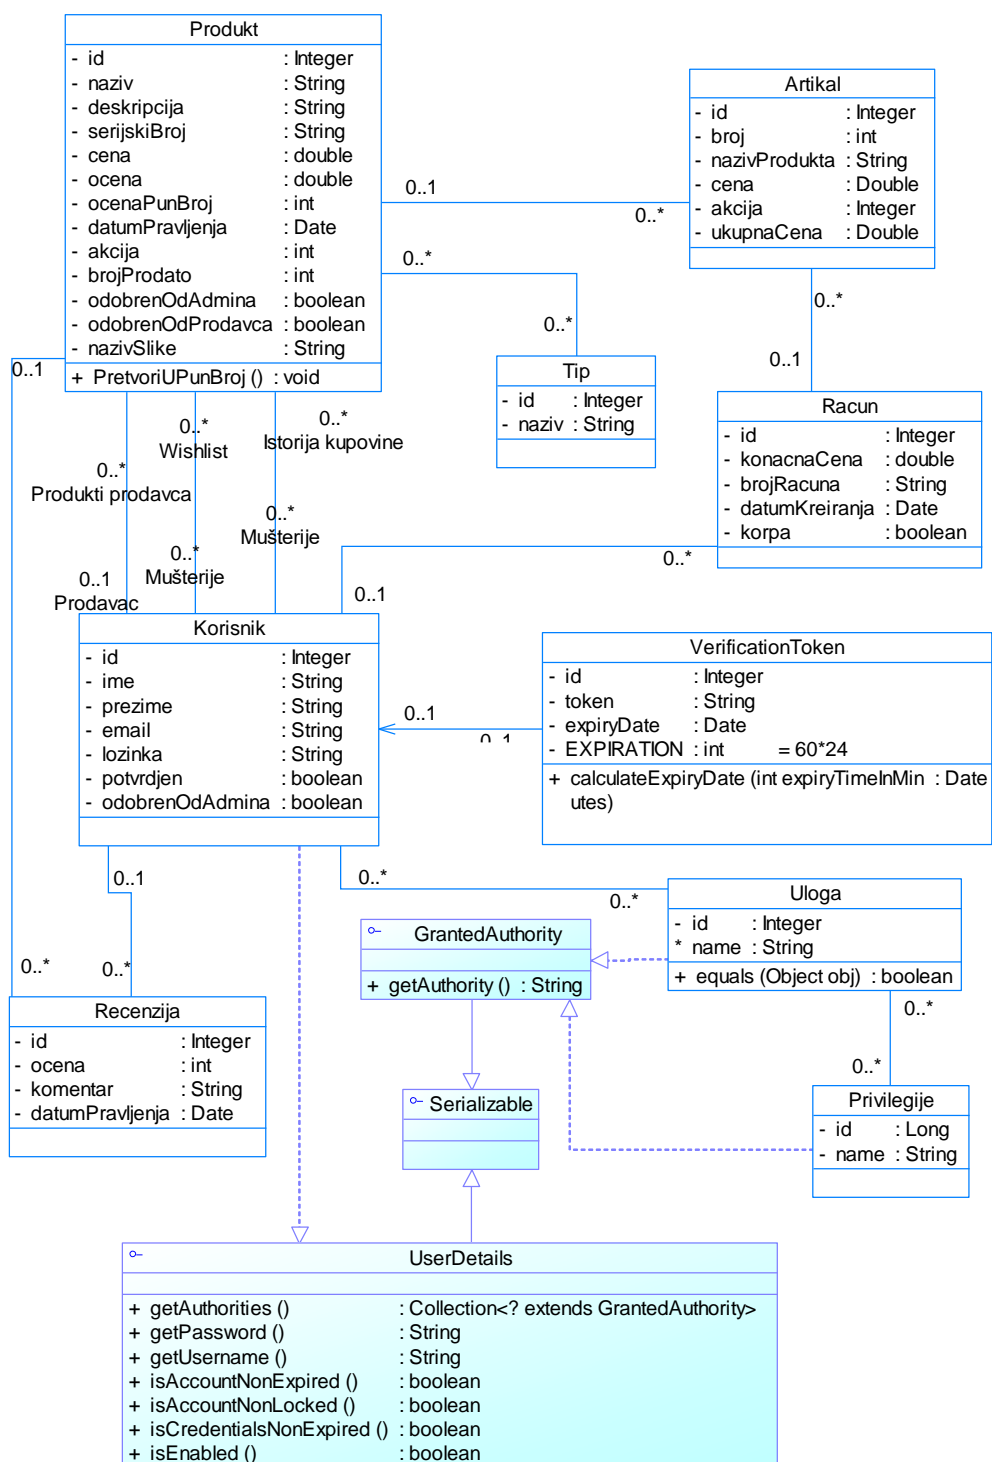 Produkt
- id : Integer
- naziv : String
- deskripcija : String
- serijskiBroj : String
- cena : double
- ocena : double
- ocenaPunBroj : int
- datumPravljenja : Date
- akcija : int
- brojProdato : int
- odobrenOdAdmina : boolean
- odobrenOdProdavca : boolean
- nazivSlike : String
+ PretvoriUPunBroj () : void
Artikal
- id : Integer
- broj : int
- nazivProdukta : String
- cena : Double
- akcija : Integer
- ukupnaCena : Double
0..1
0..*
0..*
0..*
Tip
- id : Integer
- naziv : String
0..*
0..1
Racun
- id : Integer
- konacnaCena : double
- brojRacuna : String
- datumKreiranja : Date
- korpa : boolean
0..1
0..*
Wishlist
0..*
Istorija kupovine
0..*
Produkti prodavca
0..*
Mušterije
0..*
Mušterije
0..1
Prodavac
0..*
0..1
Korisnik
- id : Integer
- ime : String
- prezime : String
- email : String
- lozinka : String
- potvrdjen : boolean
- odobrenOdAdmina : boolean
VerificationToken
- id : Integer
- token : String
- expiryDate : Date
- EXPIRATION : int = 60*24
+ calculateExpiryDate (int expiryTimeInMin : Date
utes)
0..1
0..1
0..1
0..*
0..*
Uloga
- id : Integer
* name : String
+ equals (Object obj) : boolean
GrantedAuthority
+ getAuthority () : String
0..*
0..*
Recenzija
- id : Integer
- ocena : int
- komentar : String
- datumPravljenja : Date
0..*
0..*
Privilegije
- id : Long
- name : String
Serializable
UserDetails
+ getAuthorities () : Collection<? extends GrantedAuthority>
+ getPassword () : String
+ getUsername () : String
+ isAccountNonExpired () : boolean
+ isAccountNonLocked () : boolean
+ isCredentialsNonExpired () : boolean
+ isEnabled () : boolean